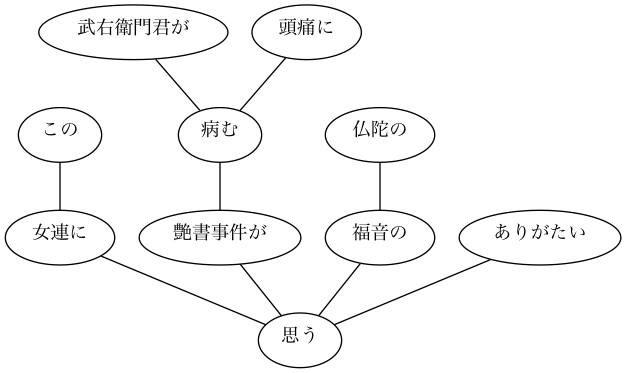 武右衛門君が
頭痛に
この
病む
仏陀の
女連に
艶書事件が
福音の
ありがたい
思う